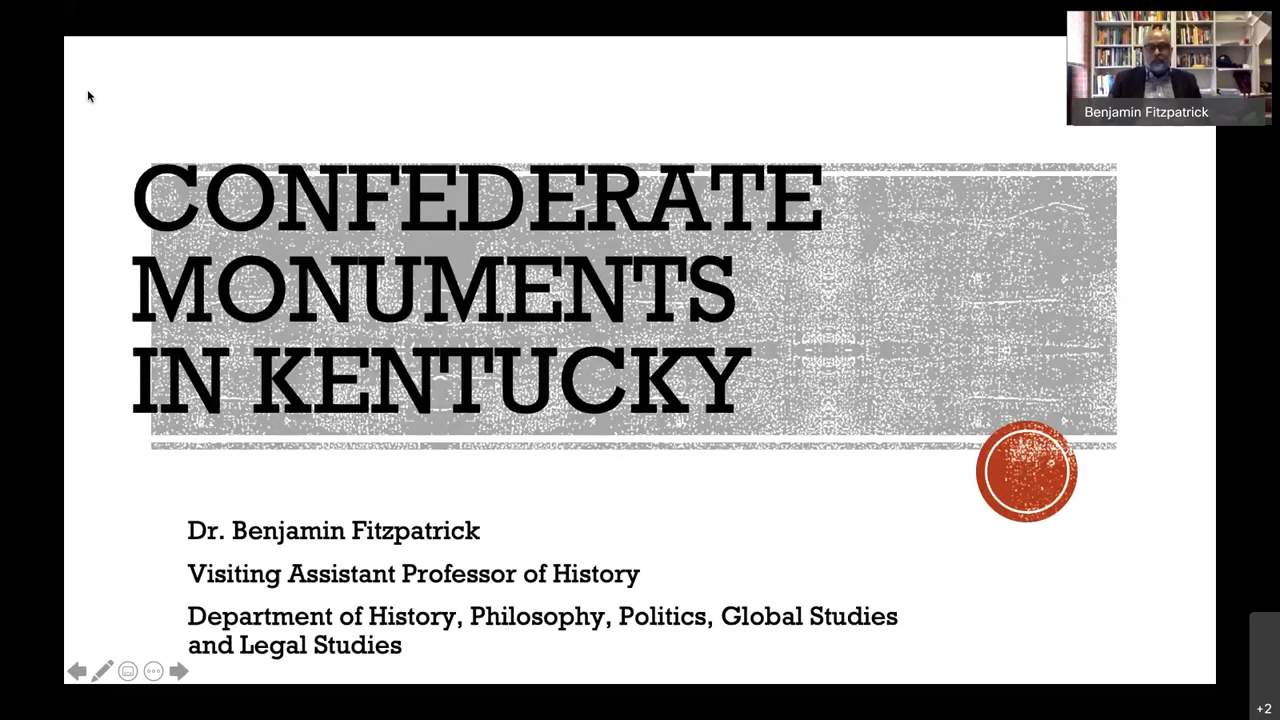 Benjamin Fitzpatrick
CONFEDERATE
MONUMENTS
IN KENTUCKY
Dr. Benjamin Fitzpatrick
Visiting Assistant Professor of History
Department of History, Philosophy, Politics, Global Studies
and Legal Studies
+2